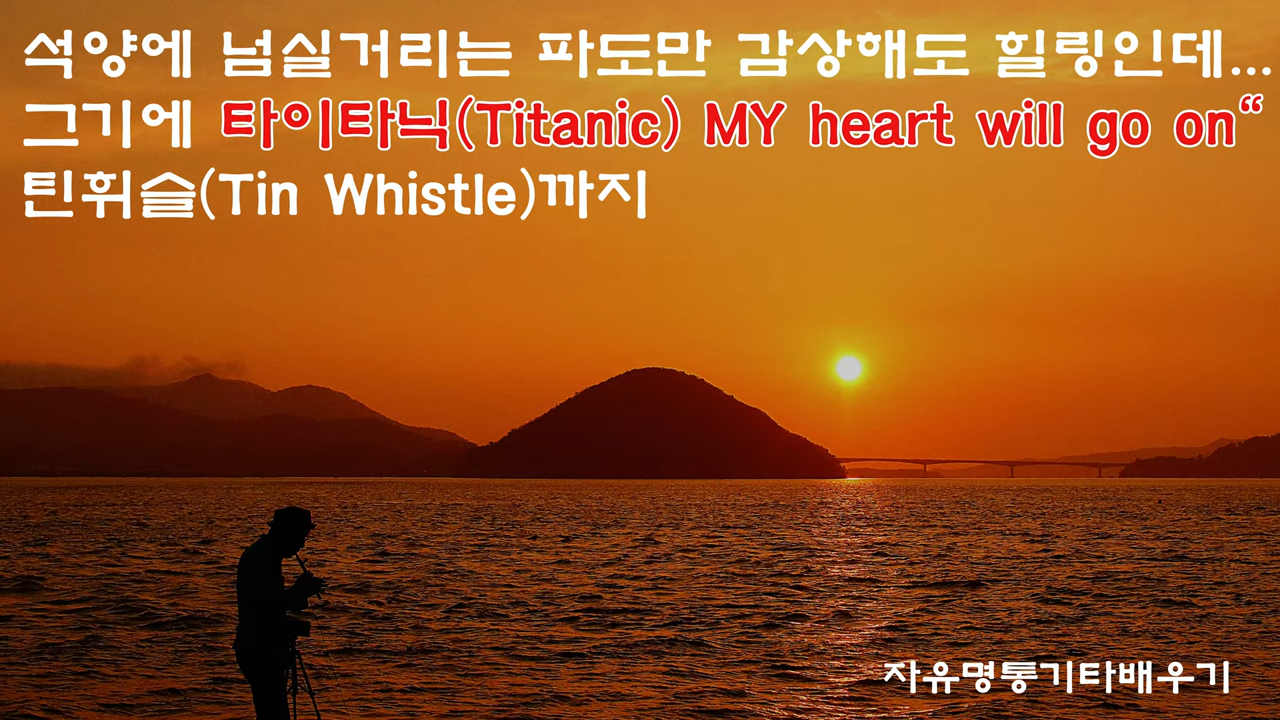 석양에 넘실거리는 파도만 감상해도 힐링인데...
그기에 타이타닉(Titanic) MY heart will go on“
틴휘슬(Tin Whistle)까지
자유명통기타배우기